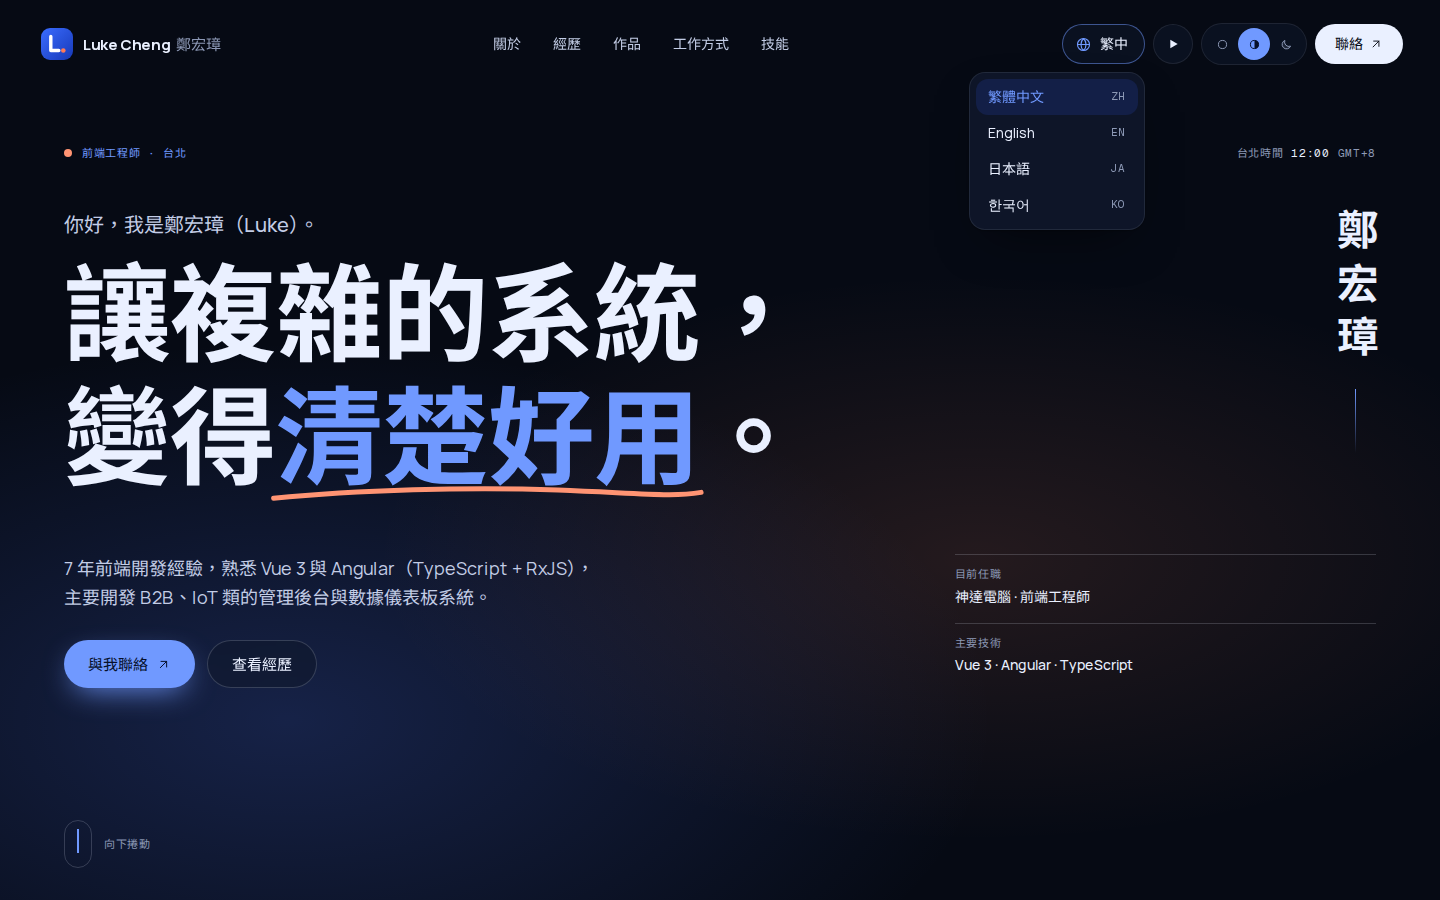 L. Luke Cheng 鄭宏璋
關於 經歷 作品 工作方式 技能
繁中
聯絡
繁體中文 ZH
English EN
日本語 JA
한국어 KO
前端工程師 · 台北
台北時間 12:00 GMT+8
你好，我是鄭宏璋（Luke）。
讓複雜的系統，
變得清楚好用。
鄭宏璋
7 年前端開發經驗，熟悉 Vue 3 與 Angular（TypeScript + RxJS），
主要開發 B2B、IoT 類的管理後台與數據儀表板系統。
與我聯絡
查看經歷
目前任職
神達電腦 · 前端工程師
主要技術
Vue 3 · Angular · TypeScript
向下捲動